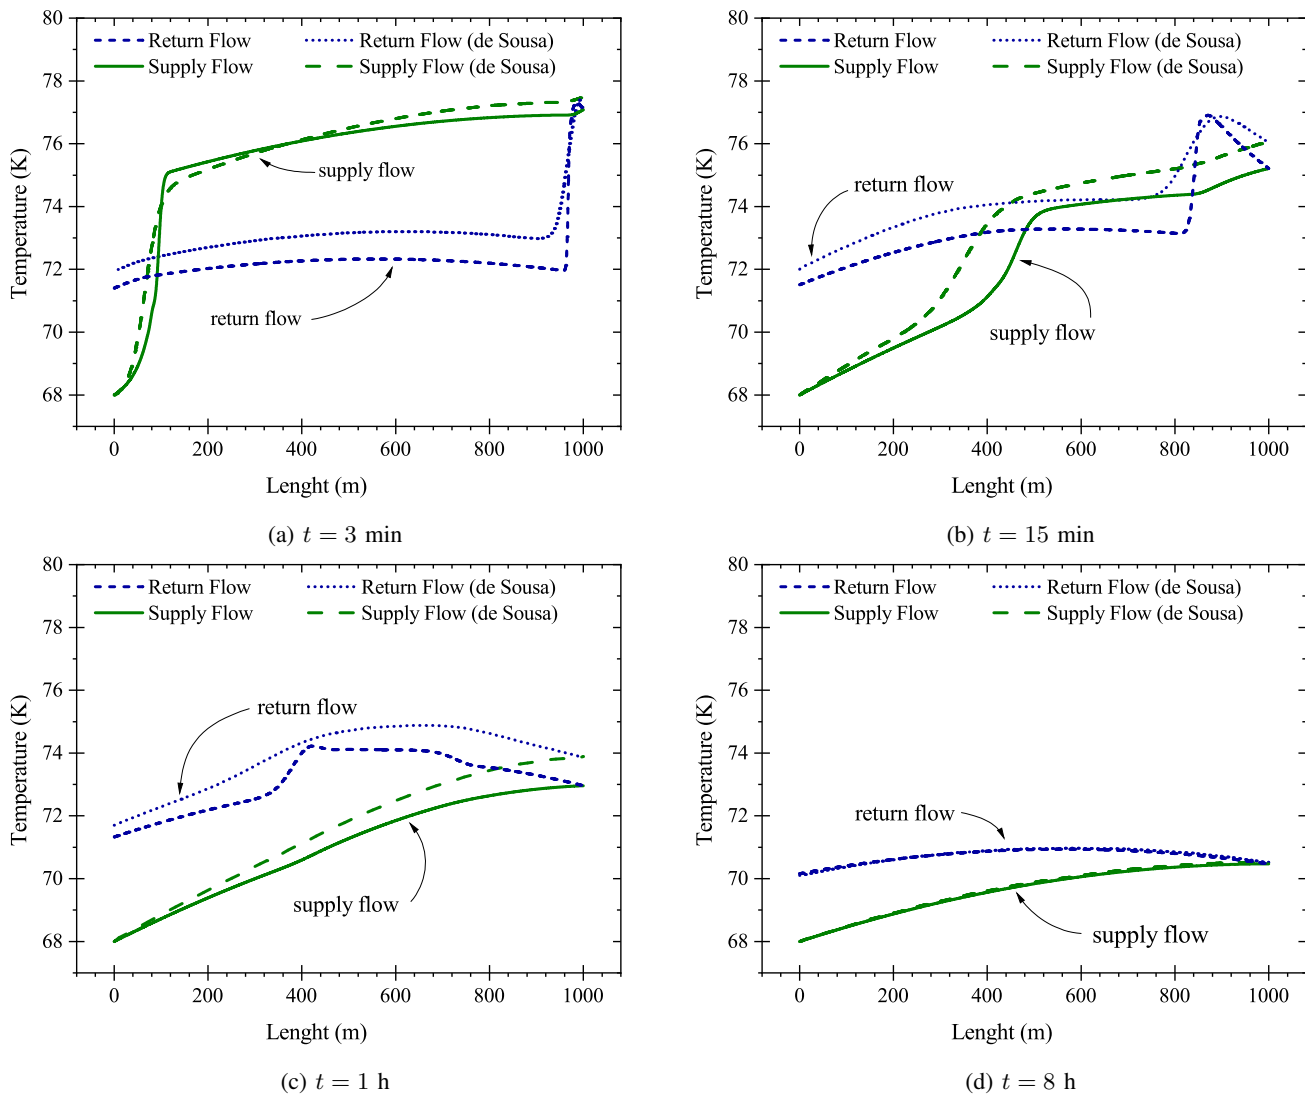 80
78
76
74
72
70
68
Temperature (K)
Return Flow
Supply Flow
Return Flow (de Sousa)
Supply Flow (de Sousa)
supply flow
return flow
0 200 400 600 800 1000
Lenght (m)
(a) t = 3 min
80
78
76
74
72
70
68
Temperature (K)
Return Flow
Supply Flow
Return Flow (de Sousa)
Supply Flow (de Sousa)
return flow
supply flow
0 200 400 600 800 1000
Lenght (m)
(b) t = 15 min
80
78
76
74
72
70
68
Temperature (K)
Return Flow
Supply Flow
Return Flow (de Sousa)
Supply Flow (de Sousa)
return flow
supply flow
0 200 400 600 800 1000
Lenght (m)
(c) t = 1 h
80
78
76
74
72
70
68
Temperature (K)
Return Flow
Supply Flow
Return Flow (de Sousa)
Supply Flow (de Sousa)
return flow
supply flow
0 200 400 600 800 1000
Lenght (m)
(d) t = 8 h